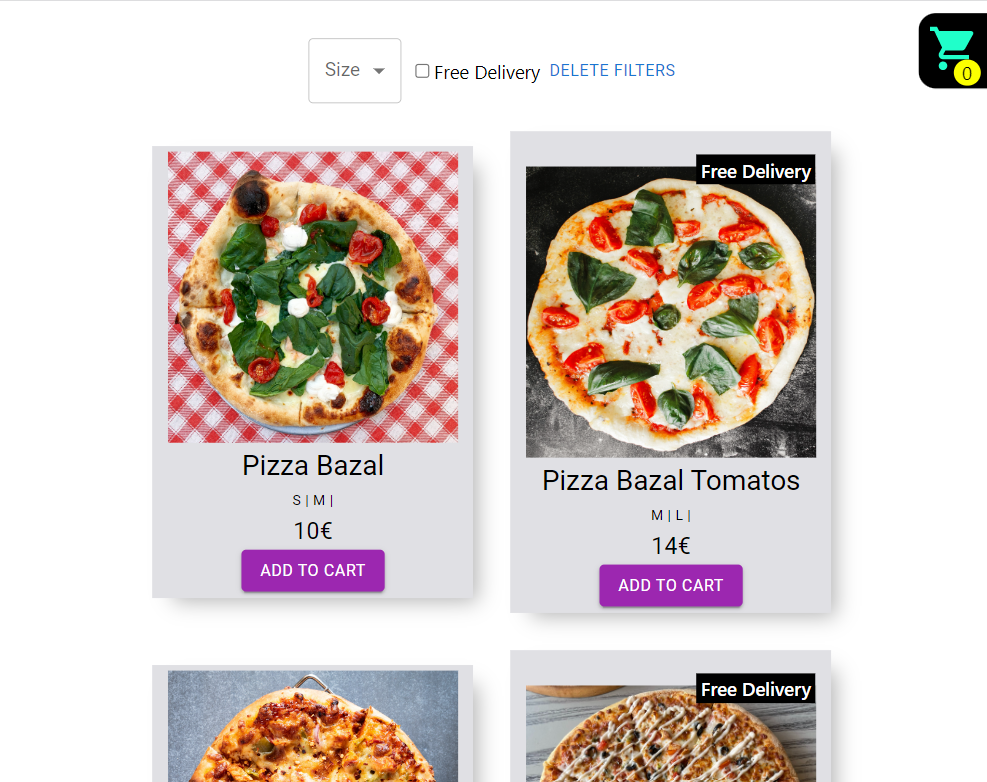 Size
Free Delivery
DELETE FILTERS
0
Pizza Bazal
S | M |
10€
ADD TO CART
Free Delivery
Pizza Bazal Tomatos
M | L |
14€
ADD TO CART
Free Delivery